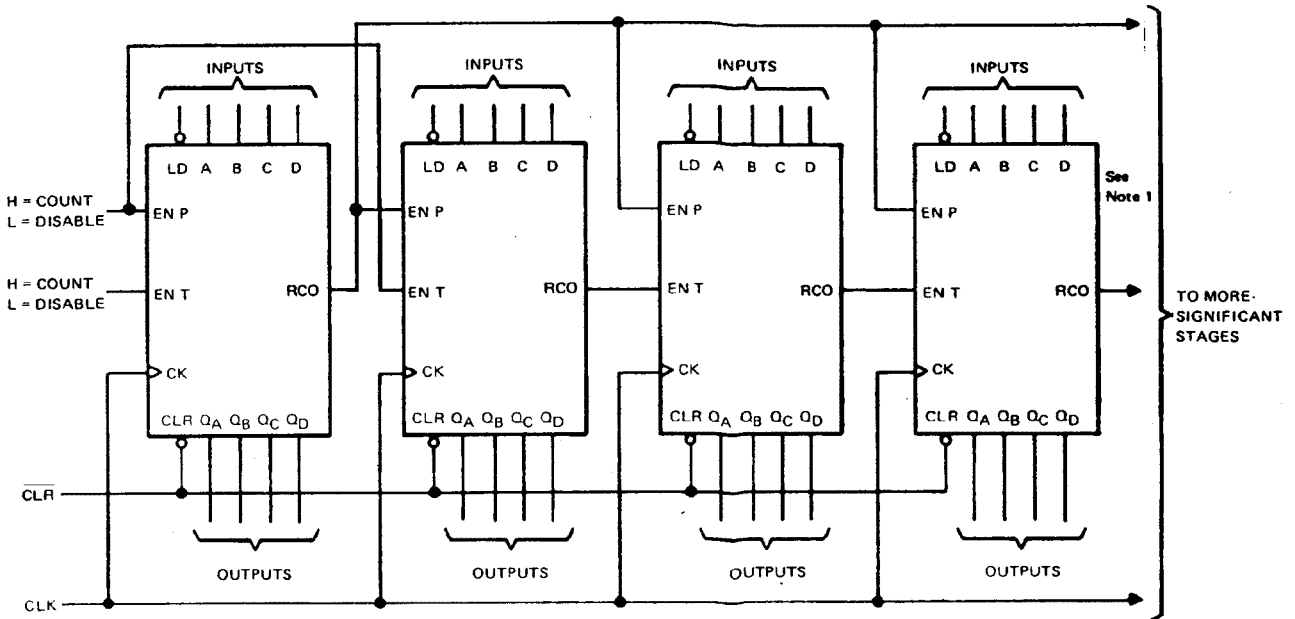 INPUTS INPUTS INPUTS INPUTS
LD A B C D LD A B C D LD A B C D LD A B C D
See
Note 1
H = COUNT
L = DISABLE
EN P EN P EN P EN P
H = COUNT
L = DISABLE
EN T RCO EN T RCO EN T RCO EN T RCO
TO MORE-
SIGNIFICANT
STAGES
CK CK CK CK
CLR QA QB QC QD CLR QA QB QC QD CLR QA QB QC QD CLR QA QB QC QD
CLR
OUTPUTS OUTPUTS OUTPUTS OUTPUTS
CLK